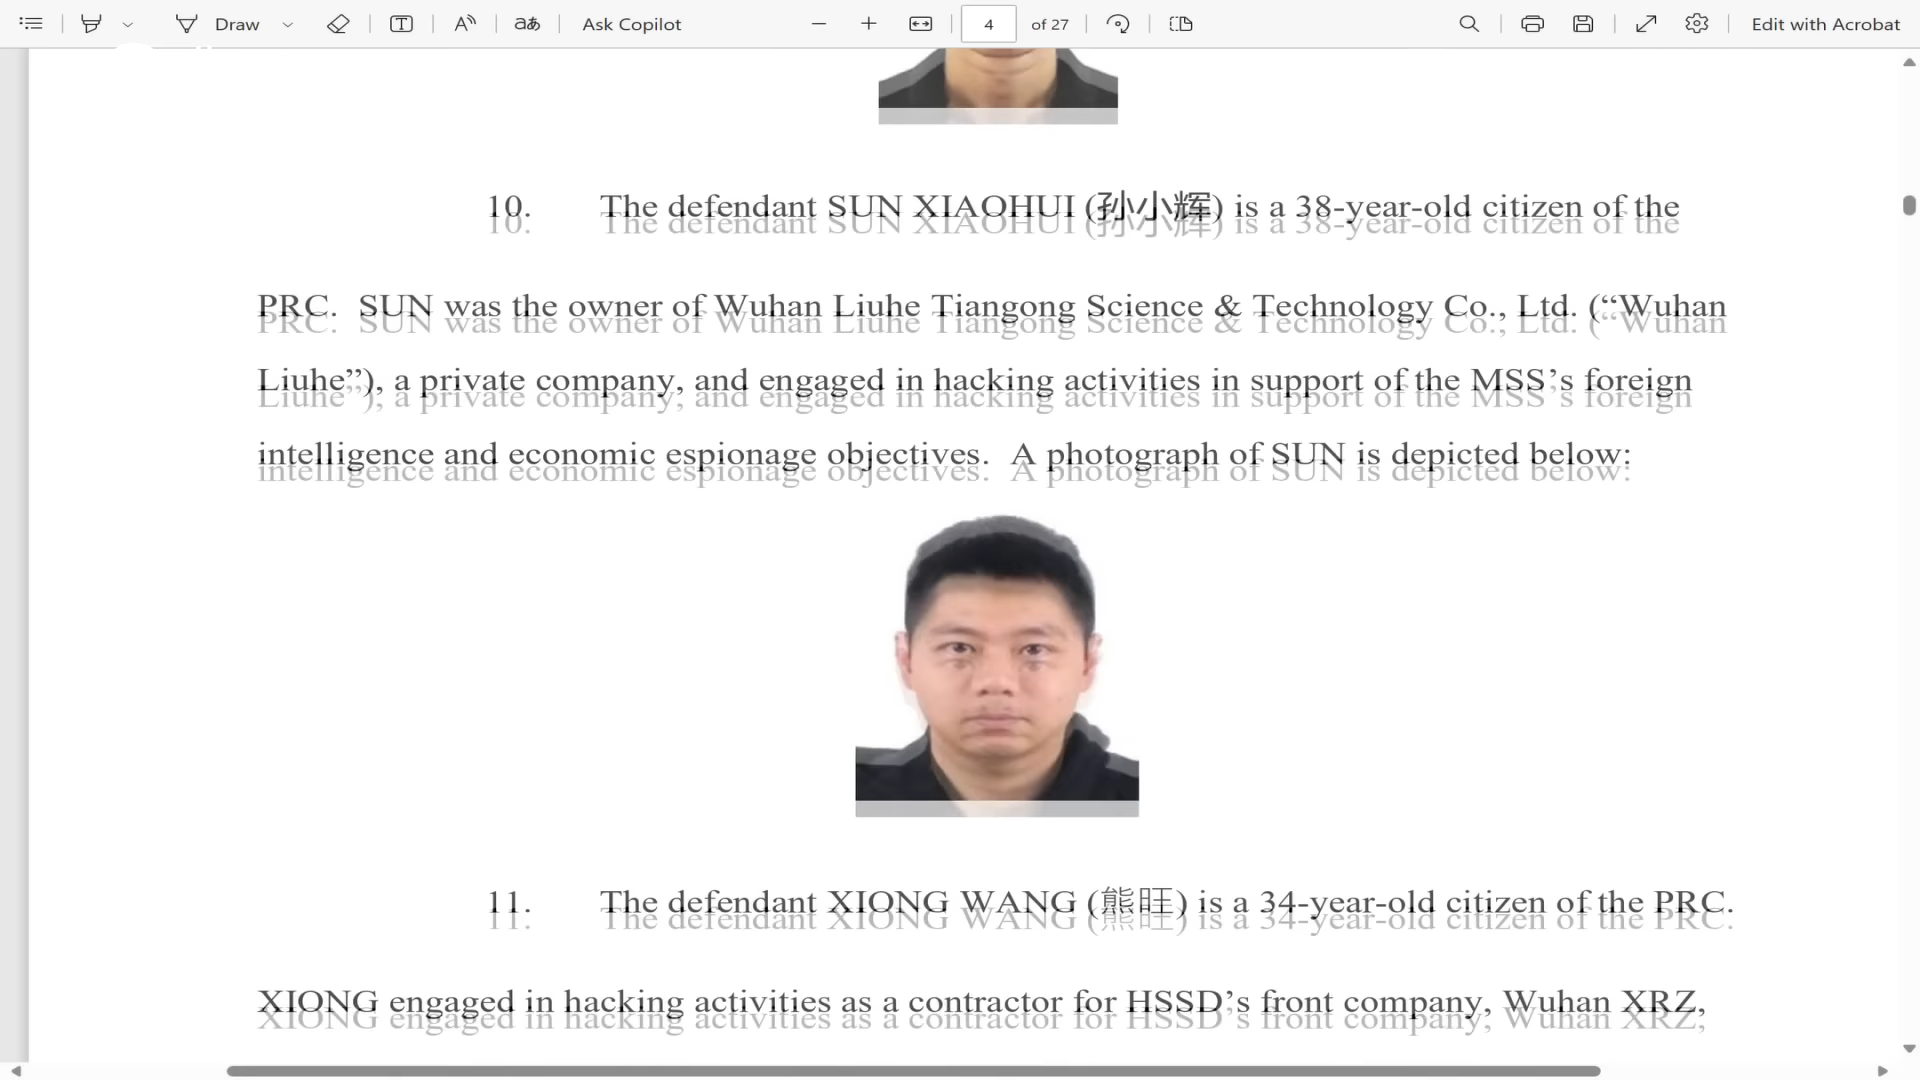 Draw
aあ
Ask Copilot
4
of 27
Edit with Acrobat
10. The defendant SUN XIAOHUI (孙小辉) is a 38-year-old citizen of the
PRC. SUN was the owner of Wuhan Liuhe Tiangong Science & Technology Co., Ltd. (“Wuhan
Liuhe”), a private company, and engaged in hacking activities in support of the MSS’s foreign
intelligence and economic espionage objectives. A photograph of SUN is depicted below:
11. The defendant XIONG WANG (熊旺) is a 34-year-old citizen of the PRC.
XIONG engaged in hacking activities as a contractor for HSSD’s front company, Wuhan XRZ,